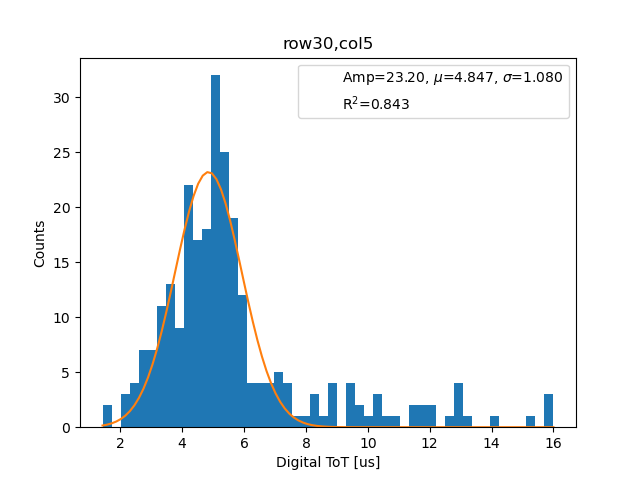 row30,col5
Amp=23.20, μ=4.847, σ=1.080
R²=0.843
30
25
20
15
10
5
0
Counts
2 4 6 8 10 12 14 16
Digital ToT [us]